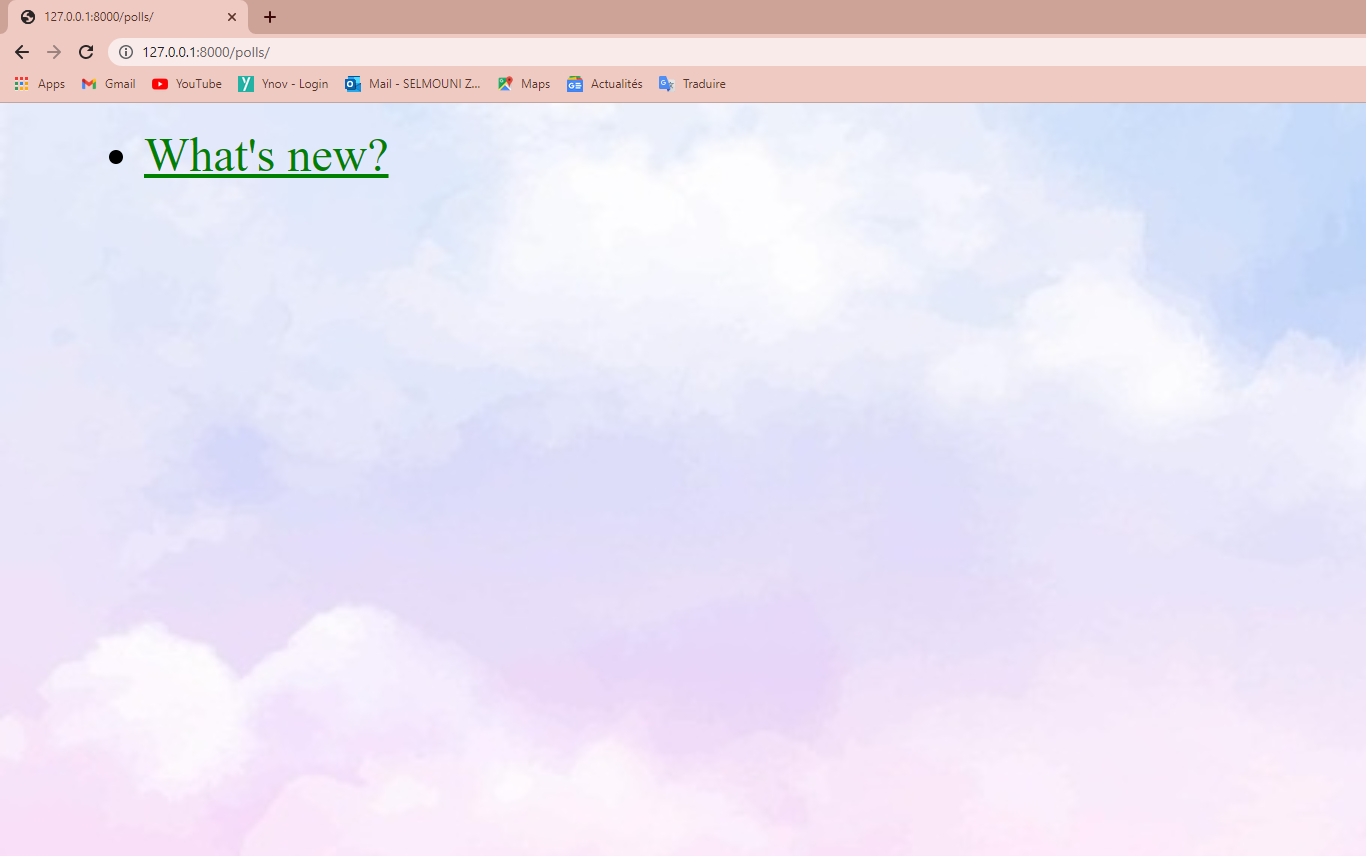 127.0.0.1:8000/polls/
127.0.0.1:8000/polls/
Apps Gmail YouTube Ynov - Login Mail - SELMOUNI Z... Maps Actualités Traduire
What's new?